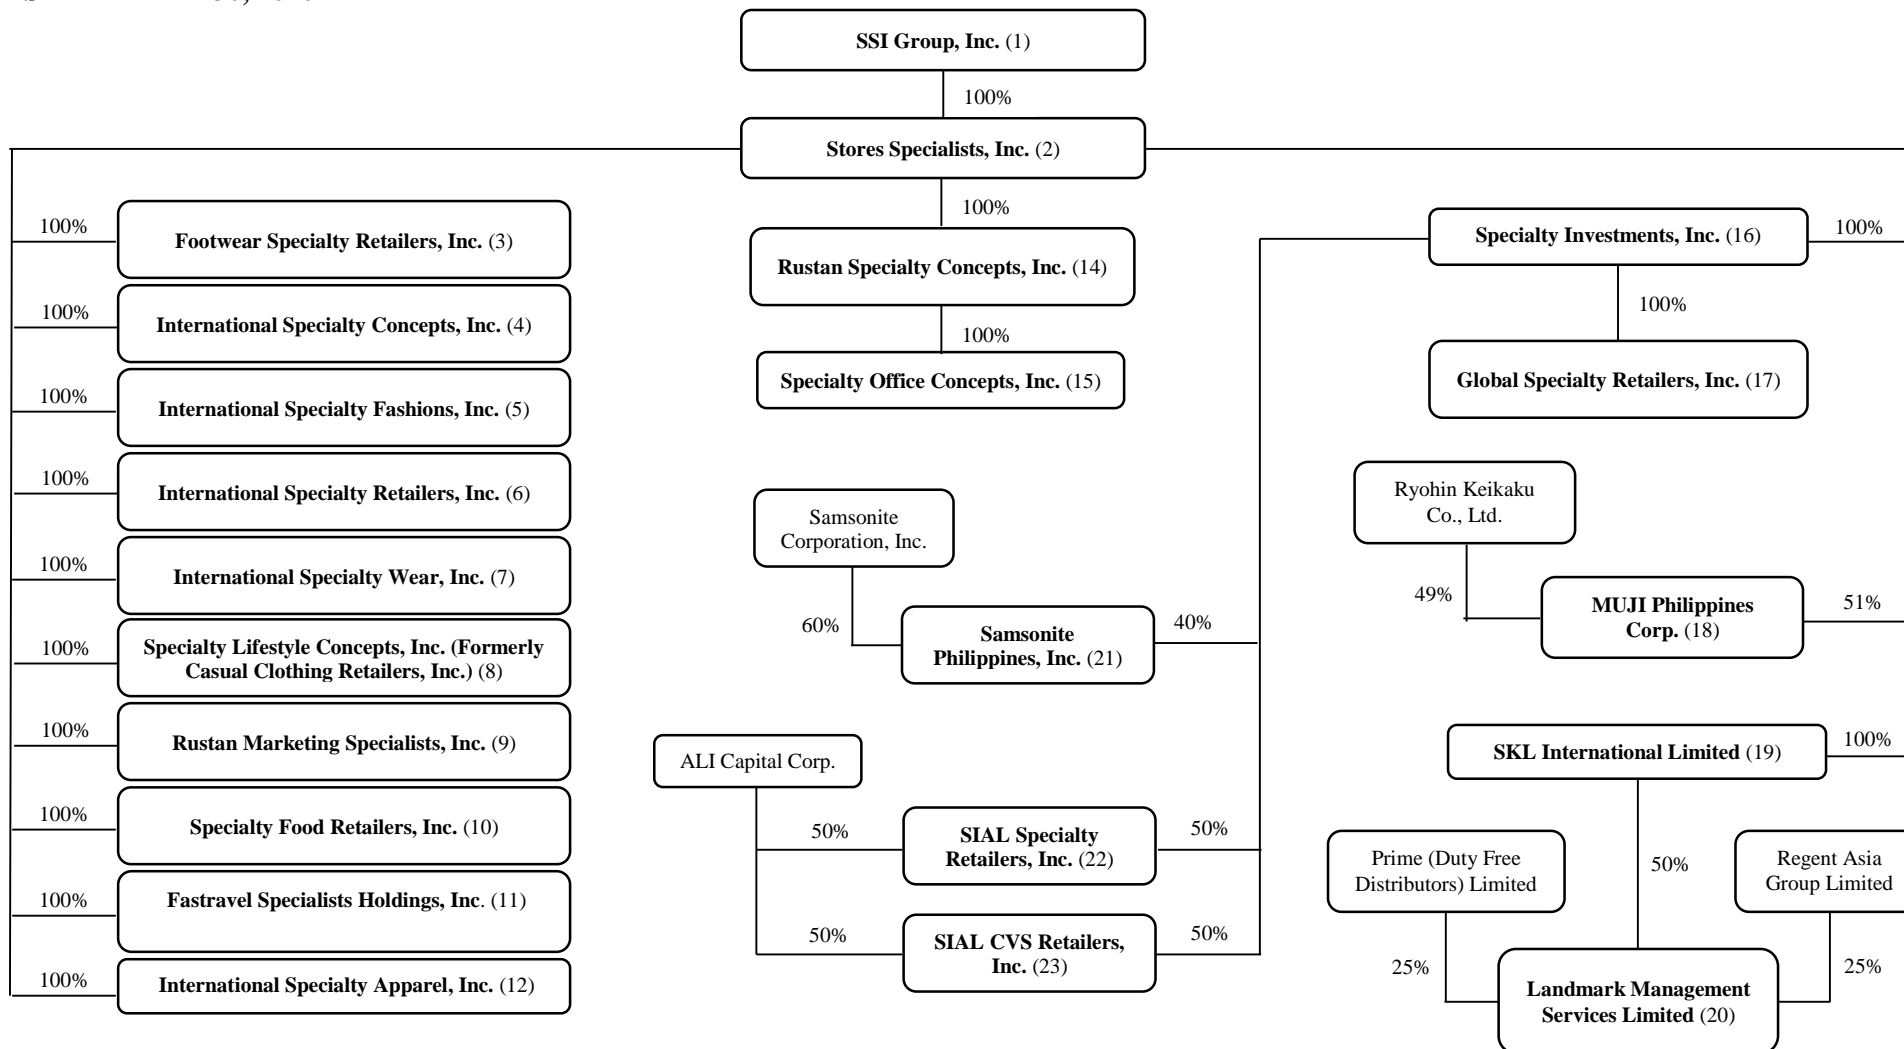 SSI Group, Inc. (1)
100%
Stores Specialists, Inc. (2)
100%
Footwear Specialty Retailers, Inc. (3)
100%
International Specialty Concepts, Inc. (4)
100%
International Specialty Fashions, Inc. (5)
100%
International Specialty Retailers, Inc. (6)
100%
International Specialty Wear, Inc. (7)
100%
Specialty Lifestyle Concepts, Inc. (Formerly
Casual Clothing Retailers, Inc.) (8)
100%
Rustan Marketing Specialists, Inc. (9)
100%
Specialty Food Retailers, Inc. (10)
100%
Fastravel Specialists Holdings, Inc. (11)
100%
International Specialty Apparel, Inc. (12)
100%
Rustan Specialty Concepts, Inc. (14)
100%
Specialty Office Concepts, Inc. (15)
Samsonite
Corporation, Inc.
60%
Samsonite
Philippines, Inc. (21)
40%
ALI Capital Corp.
50%
SIAL Specialty
Retailers, Inc. (22)
50%
50%
SIAL CVS Retailers,
Inc. (23)
50%
Specialty Investments, Inc. (16)
100%
100%
Global Specialty Retailers, Inc. (17)
Ryohin Keikaku
Co., Ltd.
49%
MUJI Philippines
Corp. (18)
51%
SKL International Limited (19)
100%
Prime (Duty Free
Distributors) Limited
50%
Regent Asia
Group Limited
25%
25%
Landmark Management
Services Limited (20)